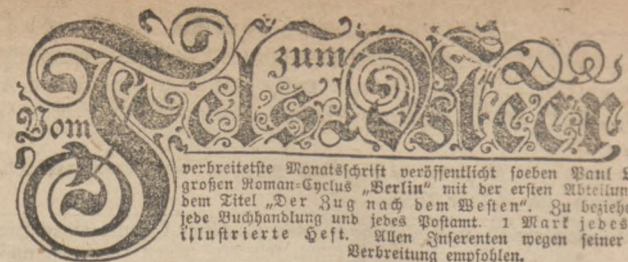 Vom Fels zum Meer
verbreitetste Monatsschrift veröffentlicht soeben Paul L
großen Roman-Cyclus „Berlin“ mit der ersten Abteilun
dem Titel „Der Zug nach dem Westen“. Zu beziehe
jede Buchhandlung und jedes Postamt. 1 Mark jedes
illustrierte Heft. Allen Inserenten wegen seiner
Verbreitung empfohlen.